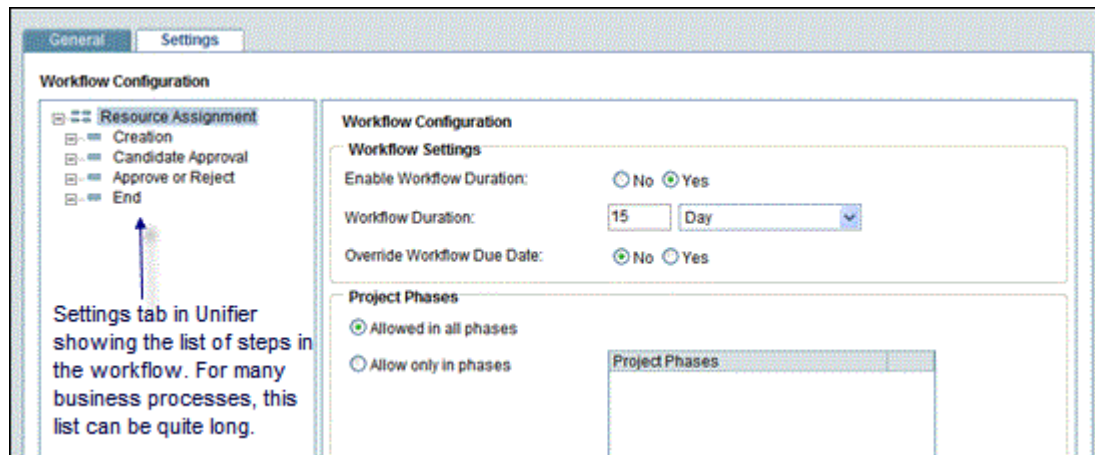 General
Settings
Workflow Configuration
Resource Assignment
Creation
Candidate Approval
Approve or Reject
End
Settings tab in Unifier
showing the list of steps in
the workflow. For many
business processes, this
list can be quite long.
Workflow Configuration
Workflow Settings
Enable Workflow Duration:
No Yes
Workflow Duration:
15 Day
Override Workflow Due Date:
No Yes
Project Phases
Allowed in all phases
Allow only in phases
Project Phases